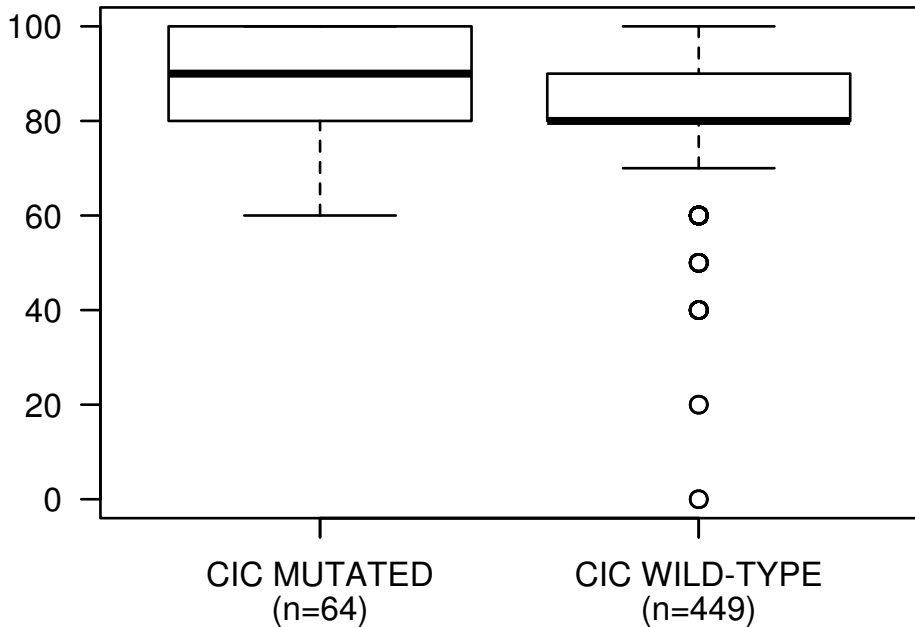 100
80
60
40
20
0
CIC MUTATED
(n=64)
CIC WILD-TYPE
(n=449)